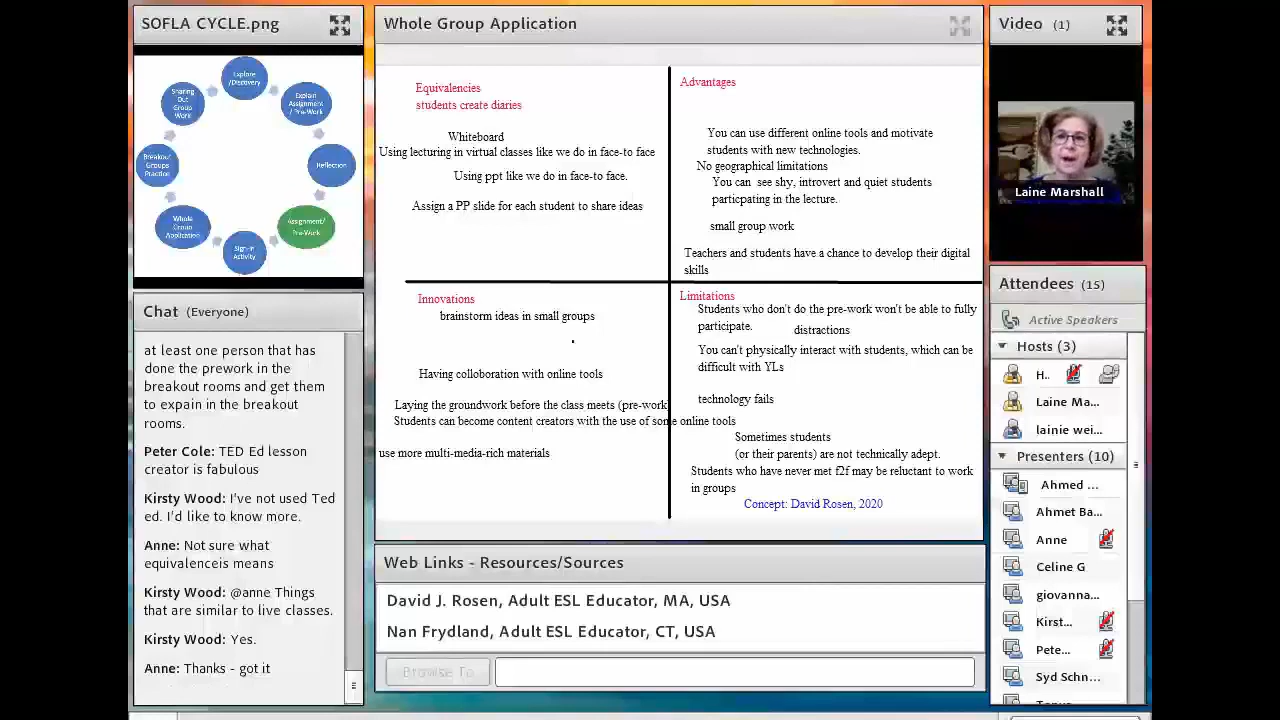 SOFLA CYCLE.png
Explore
/Discovery
Explain
Assignment
/ Pre-Work
Reflection
Assignment/
Pre-Work
Sign-In
Activity
Whole
Group
Application
Breakout
Groups
Practice
Sharing
Out
Group
Work
Chat (Everyone)
at least one person that has
done the prework in the
breakout rooms and get them
to expain in the breakout
rooms.
Peter Cole: TED Ed lesson
creator is fabulous
Kirsty Wood: I've not used Ted
ed. I'd like to know more.
Anne: Not sure what
equivalenceis means
Kirsty Wood: @anne Things
that are similar to live classes.
Kirsty Wood: Yes.
Anne: Thanks - got it
Whole Group Application
Equivalencies
students create diaries
Whiteboard
Using lecturing in virtual classes like we do in face-to face
Using ppt like we do in face-to face.
Assign a PP slide for each student to share ideas
Advantages
You can use different online tools and motivate
students with new technologies.
No geographical limitations
You can see shy, introvert and quiet students
partcipating in the lecture.
small group work
Teachers and students have a chance to develop their digital
skills
Innovations
brainstorm ideas in small groups
Having colloboration with online tools
Laying the groundwork before the class meets (pre-work
Students can become content creators with the use of some online tools
use more multi-media-rich materials
Limitations
Students who don't do the pre-work won't be able to fully
participate.
distractions
You can't physically interact with students, which can be
difficult with YLs
technology fails
Sometimes students
(or their parents) are not technically adept.
Students who have never met f2f may be reluctant to work
in groups
Concept: David Rosen, 2020
Web Links - Resources/Sources
David J. Rosen, Adult ESL Educator, MA, USA
Nan Frydland, Adult ESL Educator, CT, USA
Browse To
Video (1)
Laine Marshall
Attendees (15)
Active Speakers
Hosts (3)
H..
Laine Ma...
lainie wei...
Presenters (10)
Ahmed ...
Ahmet Ba...
Anne
Celine G
giovanna...
Kirst...
Pete...
Syd Schn...